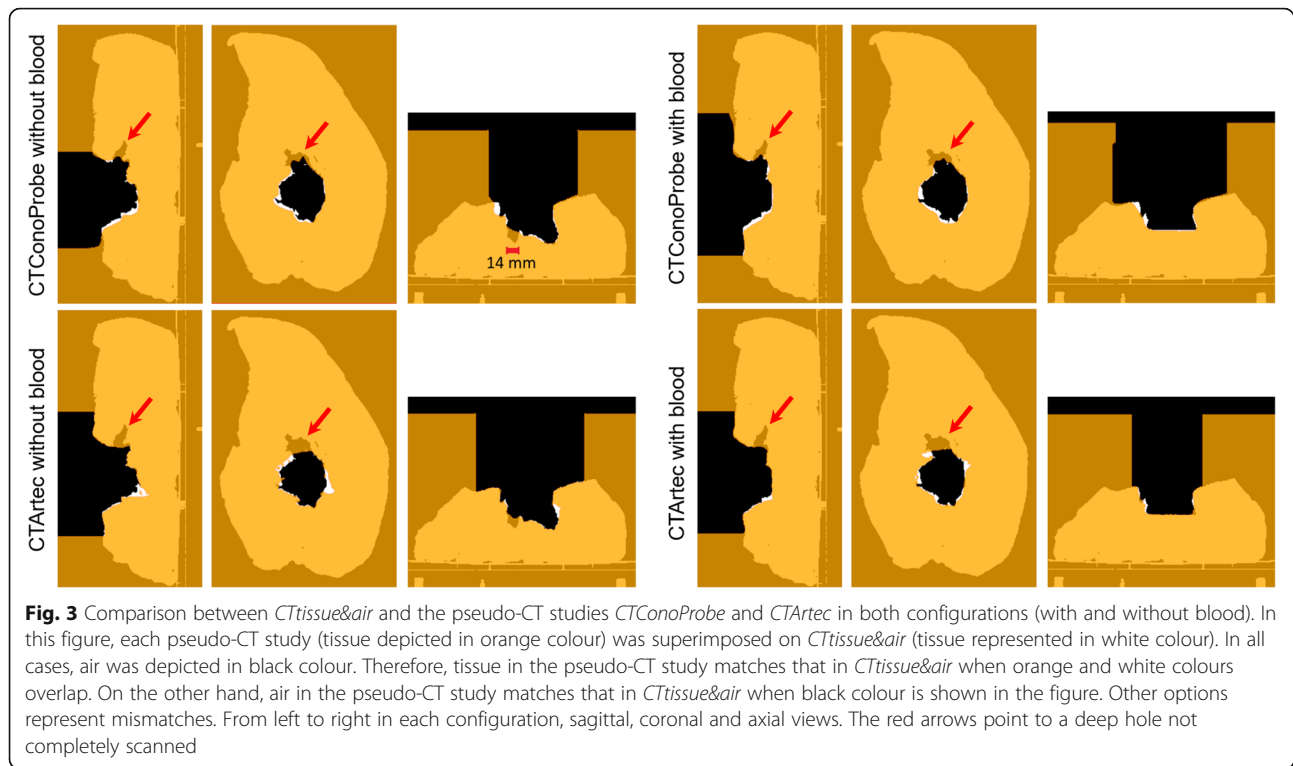 CTConoProbe without blood
14 mm
CTConoProbe with blood
CTArtec without blood
CTArtec with blood
Fig. 3 Comparison between CTtissue&air and the pseudo-CT studies CTConoProbe and CTArtec in both configurations (with and without blood). In
this figure, each pseudo-CT study (tissue depicted in orange colour) was superimposed on CTtissue&air (tissue represented in white colour). In all
cases, air was depicted in black colour. Therefore, tissue in the pseudo-CT study matches that in CTtissue&air when orange and white colours
overlap. On the other hand, air in the pseudo-CT study matches that in CTtissue&air when black colour is shown in the figure. Other options
represent mismatches. From left to right in each configuration, sagittal, coronal and axial views. The red arrows point to a deep hole not
completely scanned